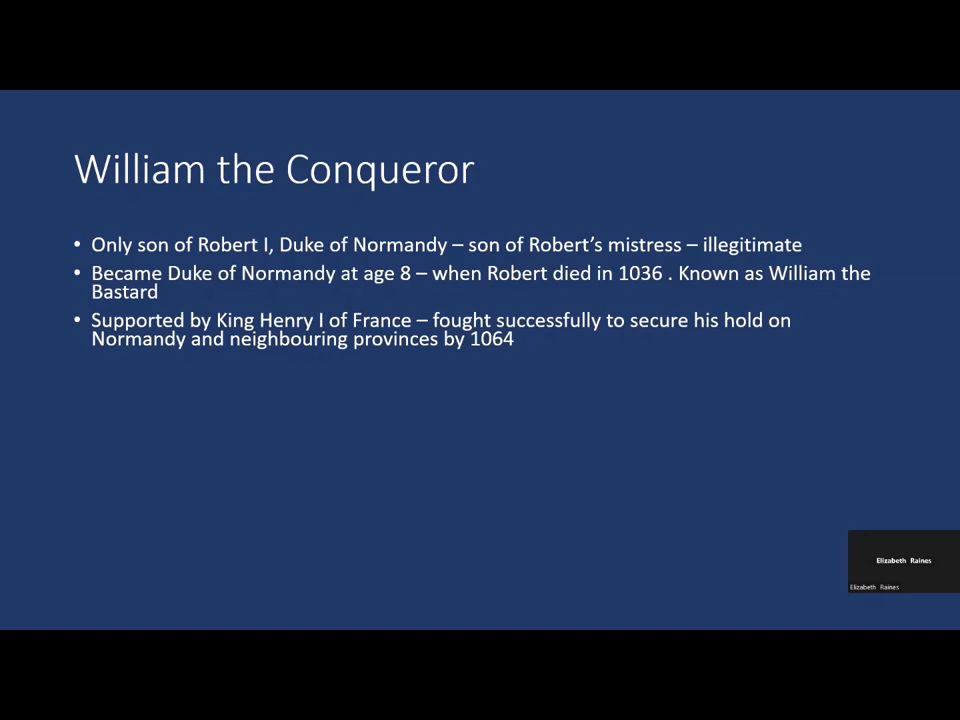 William the Conqueror
• Only son of Robert I, Duke of Normandy – son of Robert's mistress – illegitimate
• Became Duke of Normandy at age 8 – when Robert died in 1036 . Known as William the
Bastard
• Supported by King Henry I of France – fought successfully to secure his hold on
Normandy and neighbouring provinces by 1064
Elizabeth Raines
Elizabeth Raines